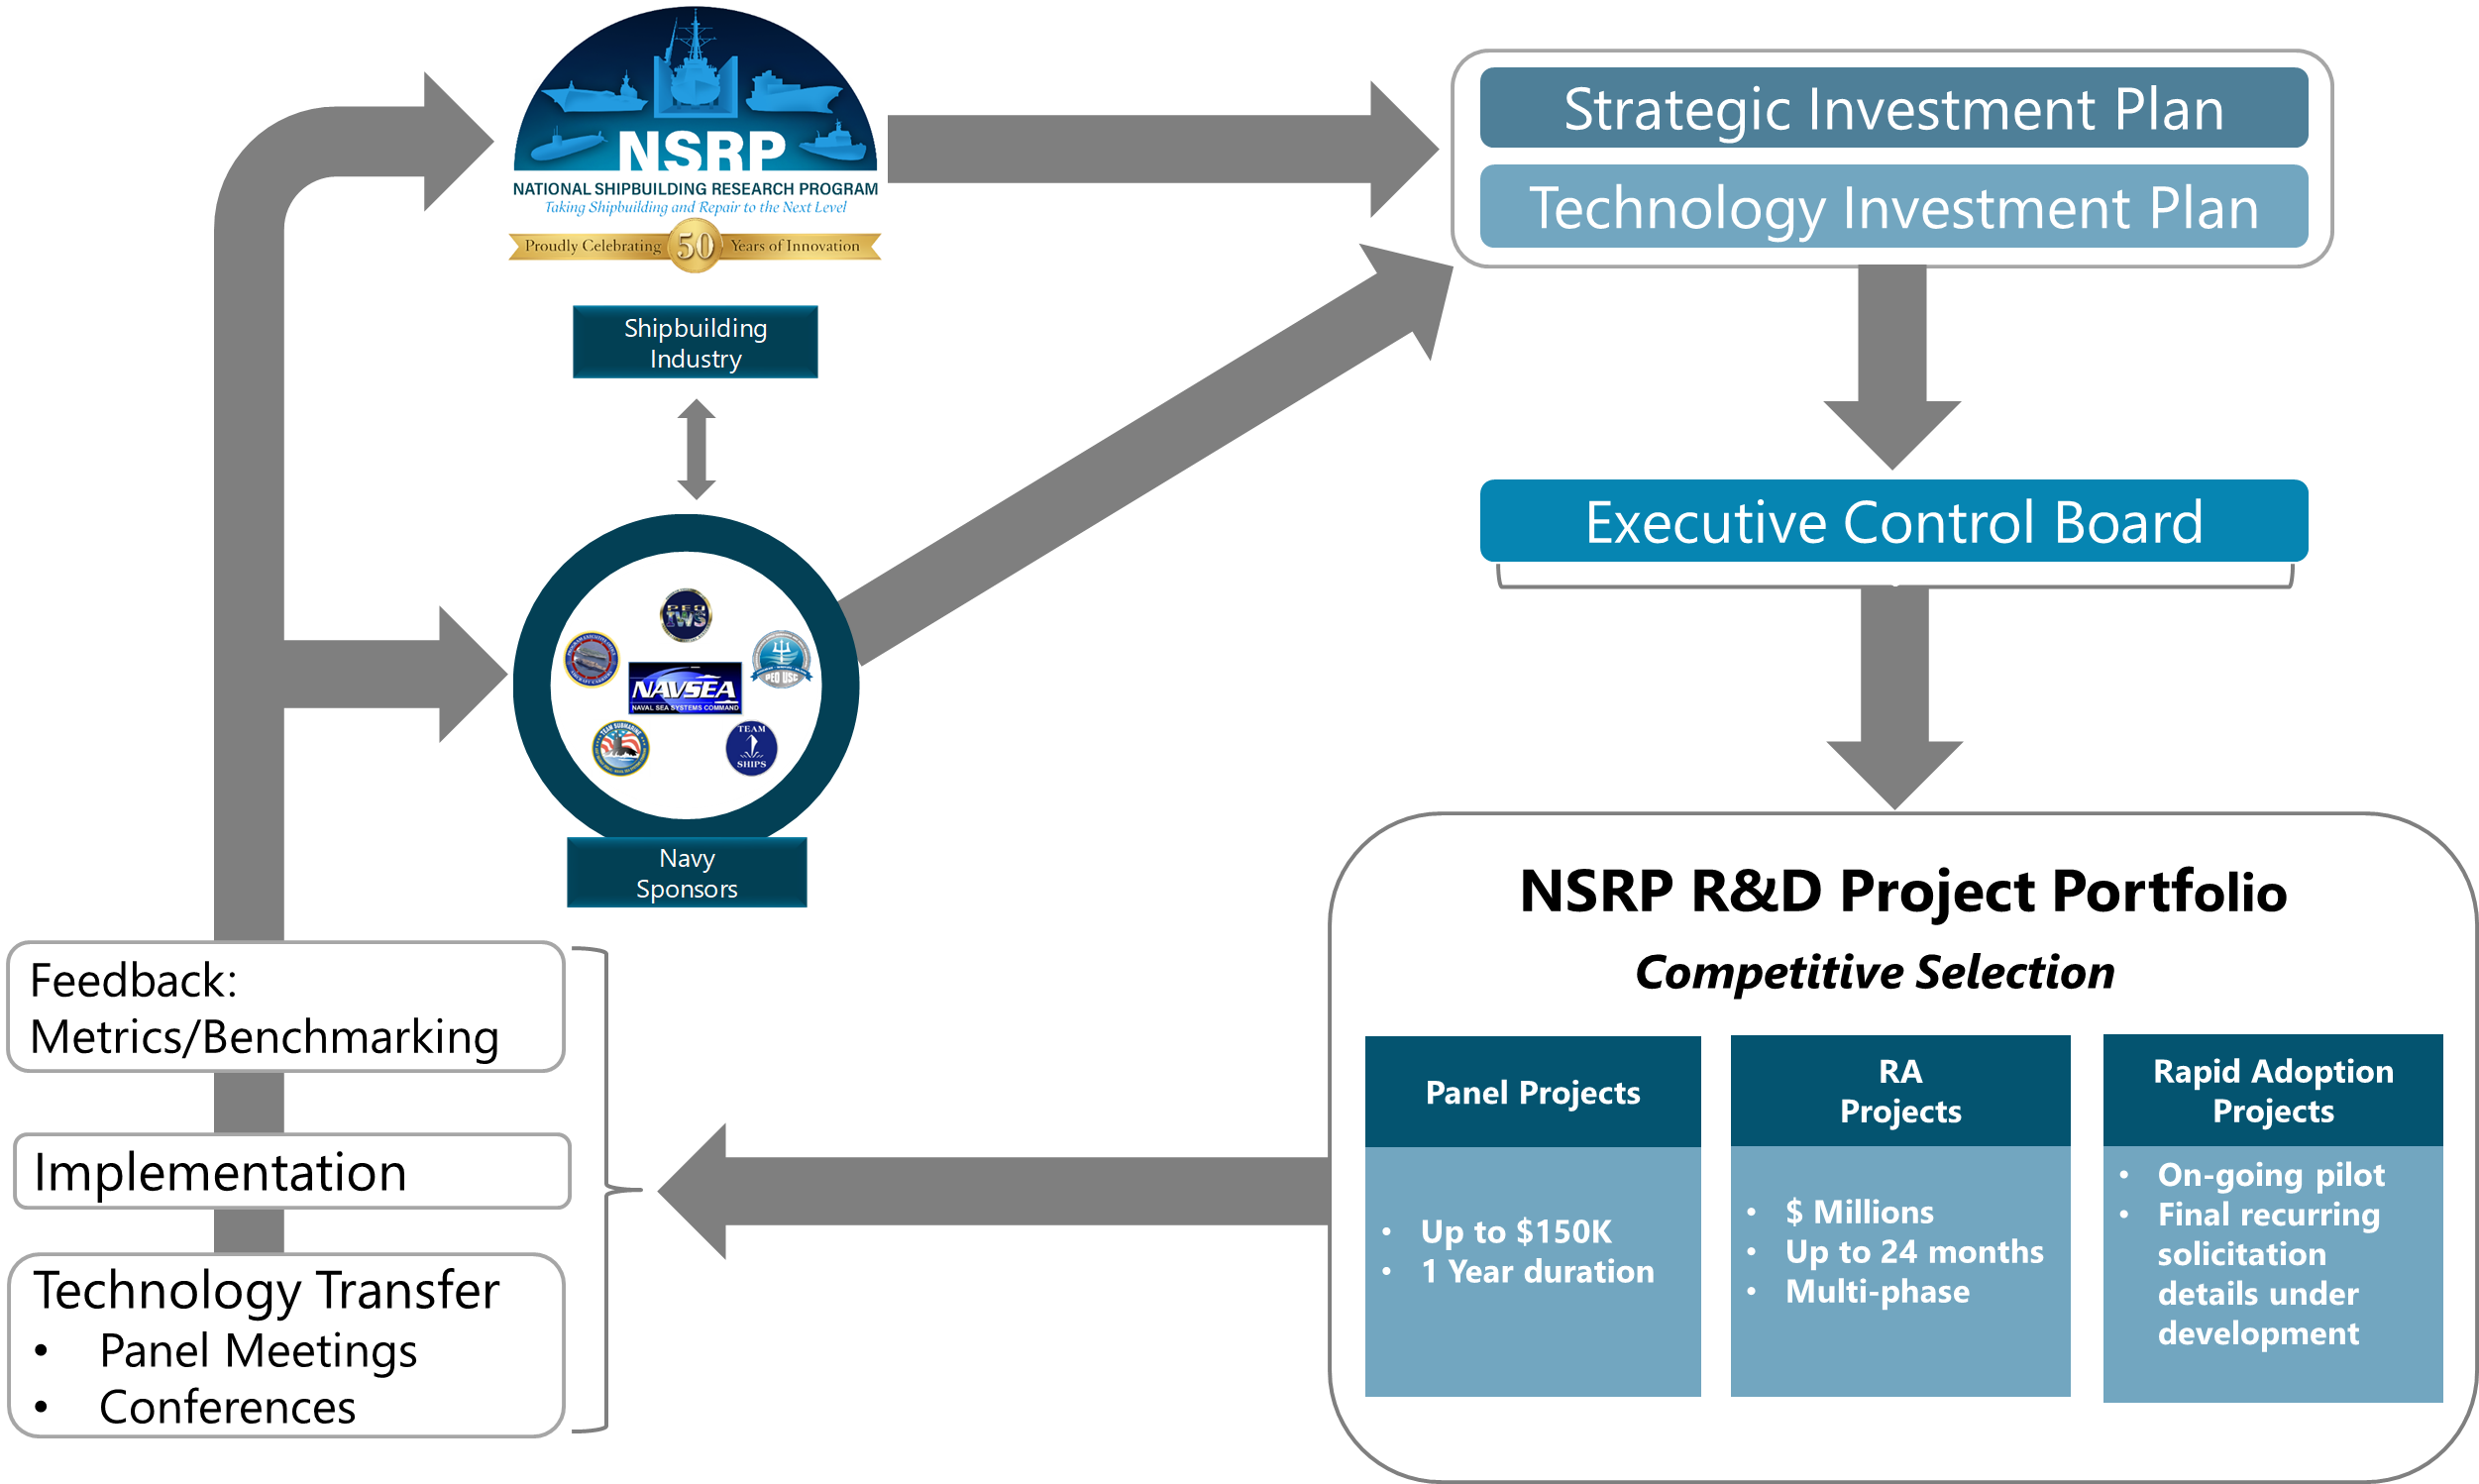 NSRP
NATIONAL SHIPBUILDING RESEARCH PROGRAM
Taking Shipbuilding and Repair to the Next Level
Proudly Celebrating 50 Years of Innovation
Shipbuilding
Industry
PEO
IWS
PEO USC
NAVSEA
NAVAL SEA SYSTEMS COMMAND
TEAM SUBMARINE
TEAM
SHIPS
Navy
Sponsors
Strategic Investment Plan
Technology Investment Plan
Executive Control Board
NSRP R&D Project Portfolio
Competitive Selection
Panel Projects
• Up to $150K
• 1 Year duration
RA
Projects
• $ Millions
• Up to 24 months
• Multi-phase
Rapid Adoption
Projects
• On-going pilot
• Final recurring
solicitation
details under
development
Feedback:
Metrics/Benchmarking
Implementation
Technology Transfer
• Panel Meetings
• Conferences